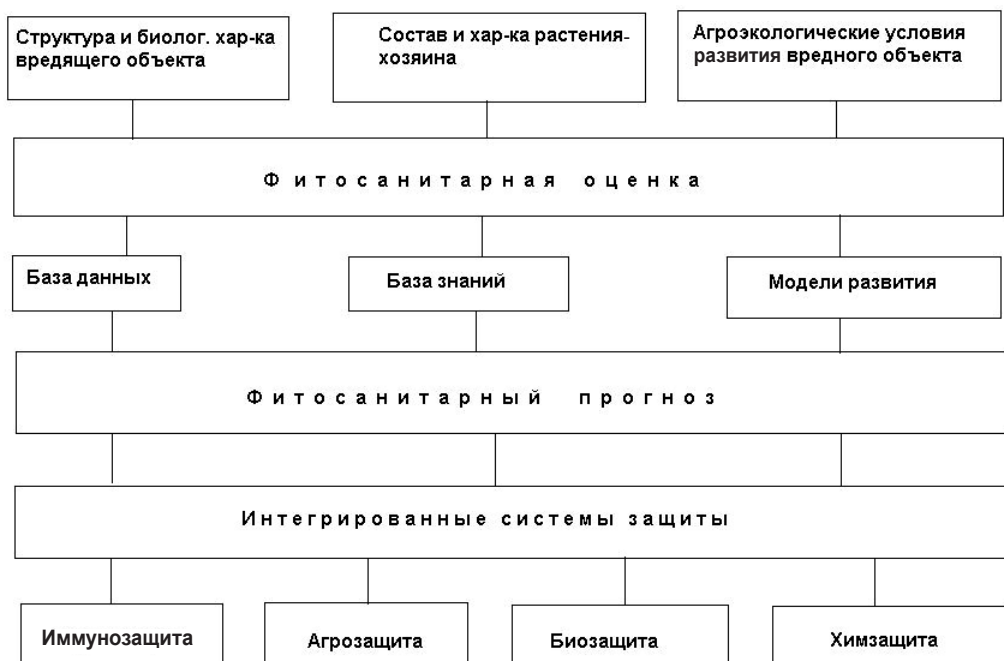 Структура и биолог. хар-ка
вредящего объекта
Состав и хар-ка растения-
хозяина
Агроэкологические условия
развития вредного объекта
Фитосанитарная оценка
База данных
База знаний
Модели развития
Фитосанитарный прогноз
Интегрированные системы защиты
Иммунозащита
Агрозащита
Биозащита
Химзащита